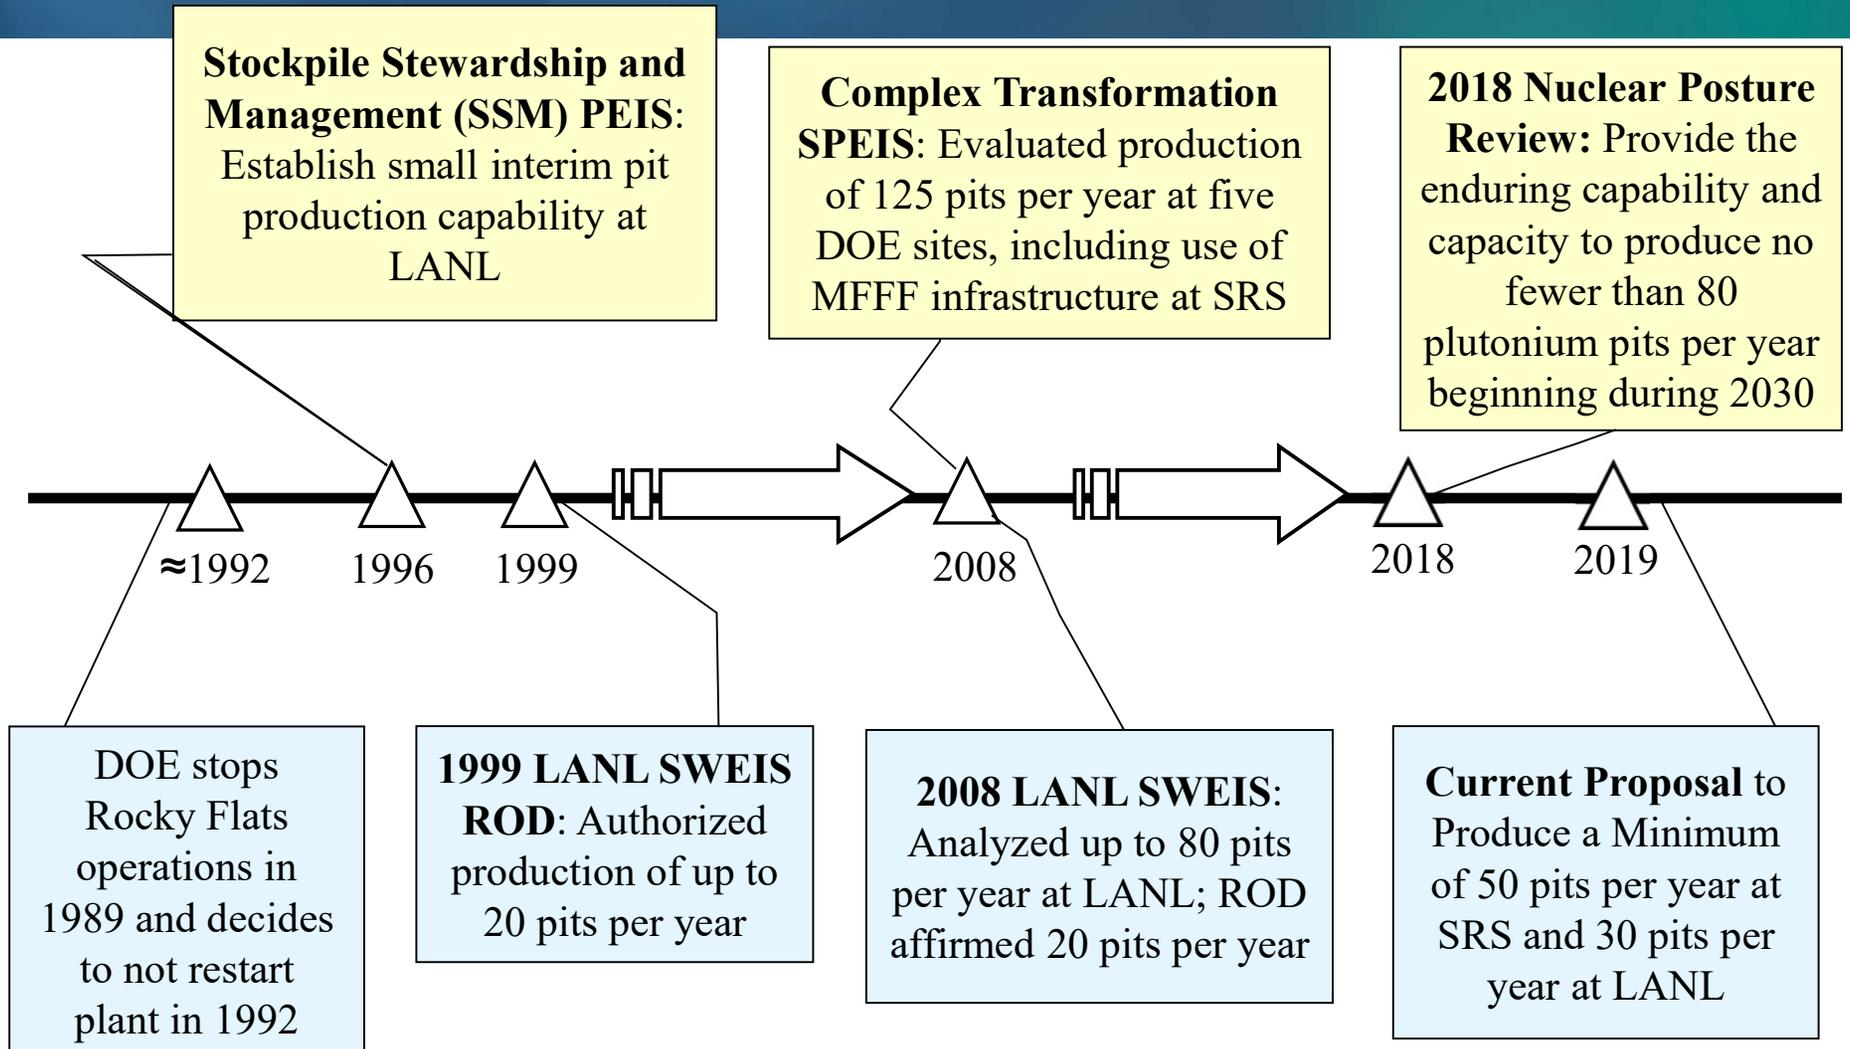 Stockpile Stewardship and
Management (SSM) PEIS:
Establish small interim pit
production capability at
LANL
Complex Transformation
SPEIS: Evaluated production
of 125 pits per year at five
DOE sites, including use of
MFFF infrastructure at SRS
2018 Nuclear Posture
Review: Provide the
enduring capability and
capacity to produce no
fewer than 80
plutonium pits per year
beginning during 2030
≈1992
1996
1999
2008
2018
2019
DOE stops
Rocky Flats
operations in
1989 and decides
to not restart
plant in 1992
1999 LANL SWEIS
ROD: Authorized
production of up to
20 pits per year
2008 LANL SWEIS:
Analyzed up to 80 pits
per year at LANL; ROD
affirmed 20 pits per year
Current Proposal to
Produce a Minimum
of 50 pits per year at
SRS and 30 pits per
year at LANL